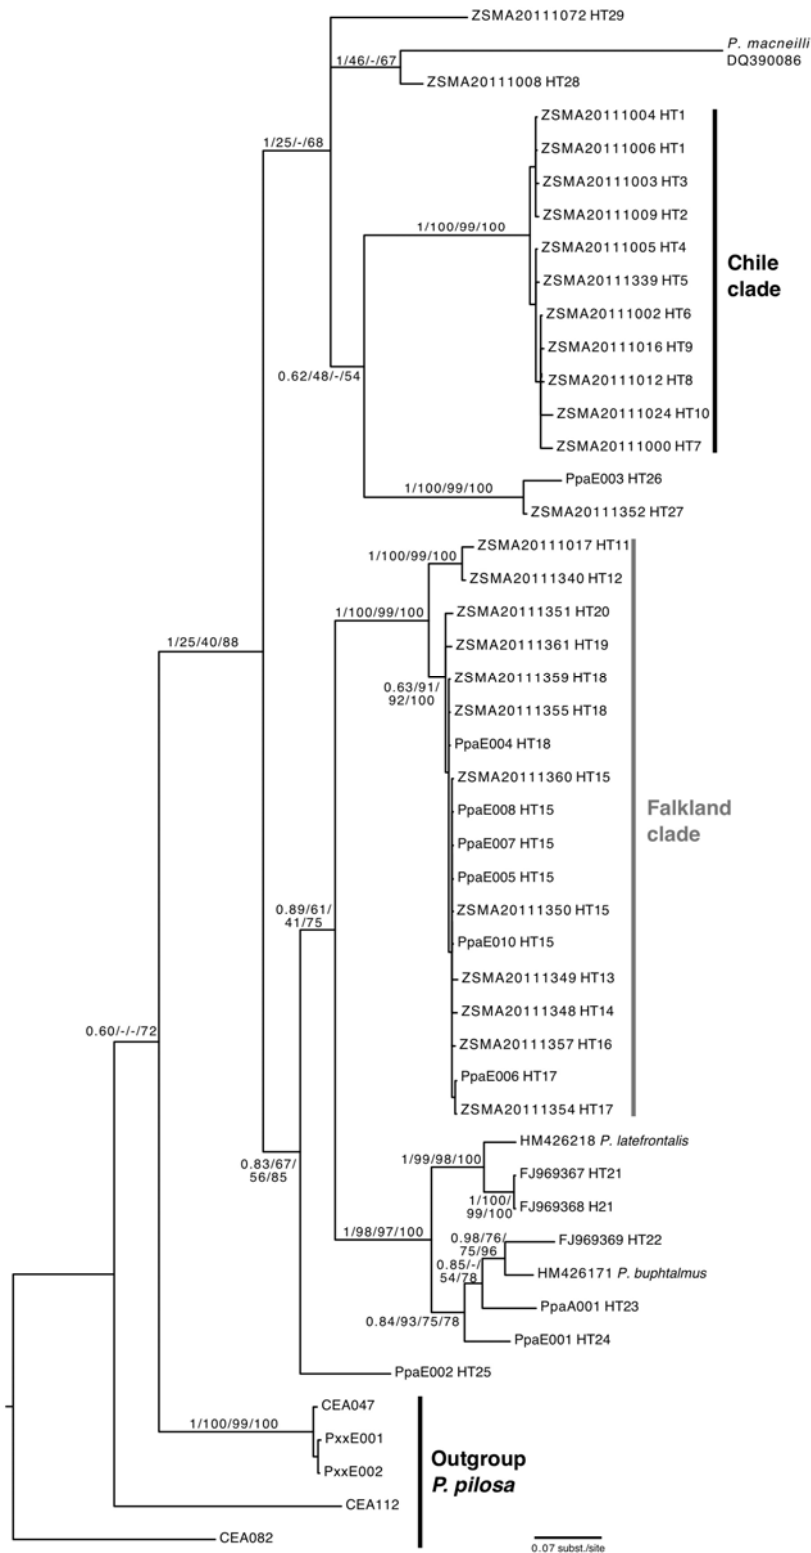 ZSMA20111072 HT29
P. macneilli
DQ390086
1/46/-/67
ZSMA20111008 HT28
ZSMA20111004 HT1
1/25/-/68
ZSMA20111006 HT1
ZSMA20111003 HT3
ZSMA20111009 HT2
1/100/99/100
ZSMA20111005 HT4
Chile
clade
ZSMA20111339 HT5
ZSMA20111002 HT6
ZSMA20111016 HT9
0.62/48/-/54
ZSMA20111012 HT8
ZSMA20111024 HT10
ZSMA20111000 HT7
PpaE003 HT26
1/100/99/100
ZSMA20111352 HT27
ZSMA20111017 HT11
1/100/99/100
ZSMA20111340 HT12
1/100/99/100
ZSMA20111351 HT20
1/25/40/88
ZSMA20111361 HT19
ZSMA20111359 HT18
0.63/91/
92/100
ZSMA20111355 HT18
PpaE004 HT18
ZSMA20111360 HT15
PpaE008 HT15
Falkland
clade
PpaE007 HT15
PpaE005 HT15
0.89/61/
41/75
ZSMA20111350 HT15
PpaE010 HT15
ZSMA20111349 HT13
ZSMA20111348 HT14
0.60/-/-/72
ZSMA20111357 HT16
PpaE006 HT17
ZSMA20111354 HT17
HM426218 P. latefrontalis
0.83/67/
56/85
1/99/98/100
FJ969367 HT21
1/100/
99/100
FJ969368 H21
1/98/97/100
0.98/76/
75/96
FJ969369 HT22
0.85/-/
54/78
HM426171 P. buphtalmus
PpaA001 HT23
0.84/93/75/78
PpaE001 HT24
PpaE002 HT25
CEA047
1/100/99/100
PxxE001
Outgroup
P. pilosa
PxxE002
CEA112
CEA082
0.07 subst./site